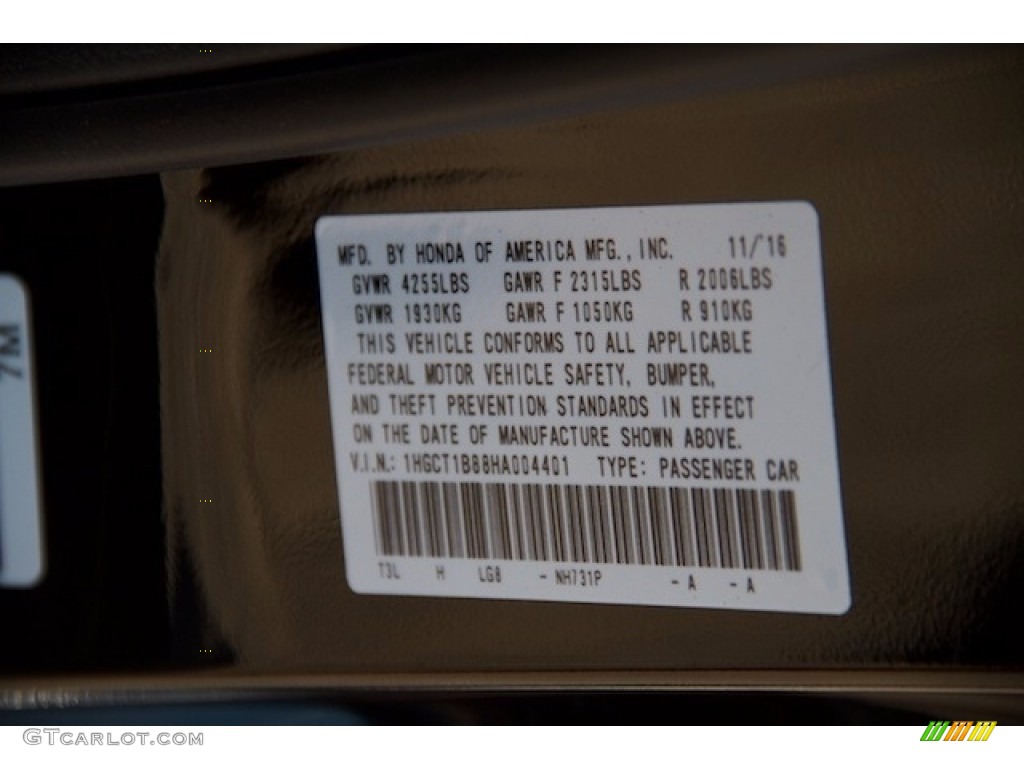 MFD. BY HONDA OF AMERICA MFG., INC. 11/'16
GVWR 4255LBS GAWR F 2315LBS R 2006LBS
GVWR 1930KG GAWR F 1050KG R 910KG
THIS VEHICLE CONFORMS TO ALL APPLICABLE
FEDERAL MOTOR VEHICLE SAFETY, BUMPER,
AND THEFT PREVENTION STANDARDS IN EFFECT
ON THE DATE OF MANUFACTURE SHOWN ABOVE.
V.I.N.: 1HGCT1B88HA004401 TYPE: PASSENGER CAR
T3L H LG8 - NH731P - A - A
7M
GTcarlot.com